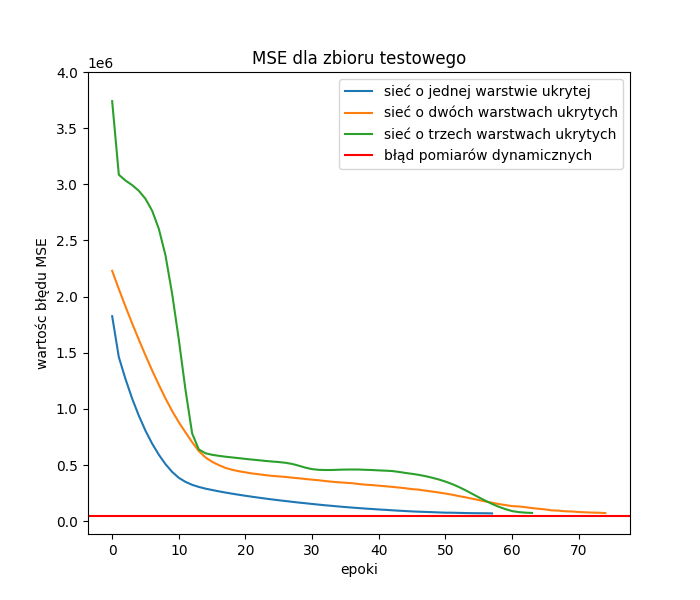 MSE dla zbioru testowego
1e6
4.0
3.5
3.0
2.5
2.0
1.5
1.0
0.5
0.0
wartośc błędu MSE
sieć o jednej warstwie ukrytej
sieć o dwóch warstwach ukrytych
sieć o trzech warstwach ukrytych
błąd pomiarów dynamicznych
0 10 20 30 40 50 60 70
epoki